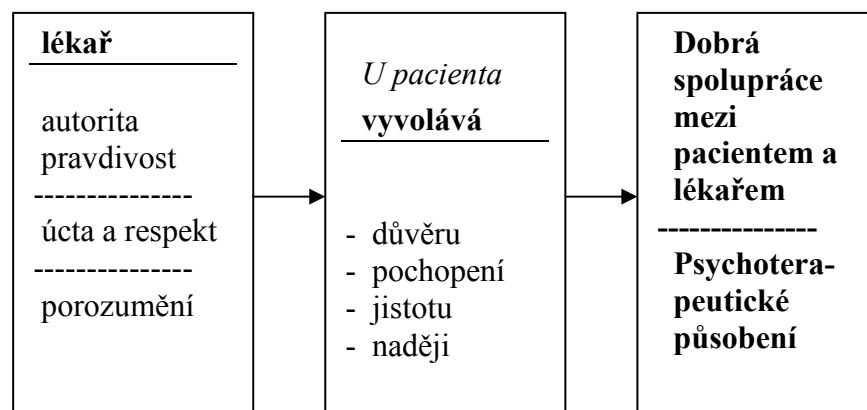 lékař
autorita
pravdivost
---------------
úcta a respekt
---------------
porozumění
U pacienta
vyvolává
- důvěru
- pochopení
- jistotu
- naději
Dobrá
spolupráce
mezi
pacientem a
lékařem
---------------
Psychotera-
peutické
působení